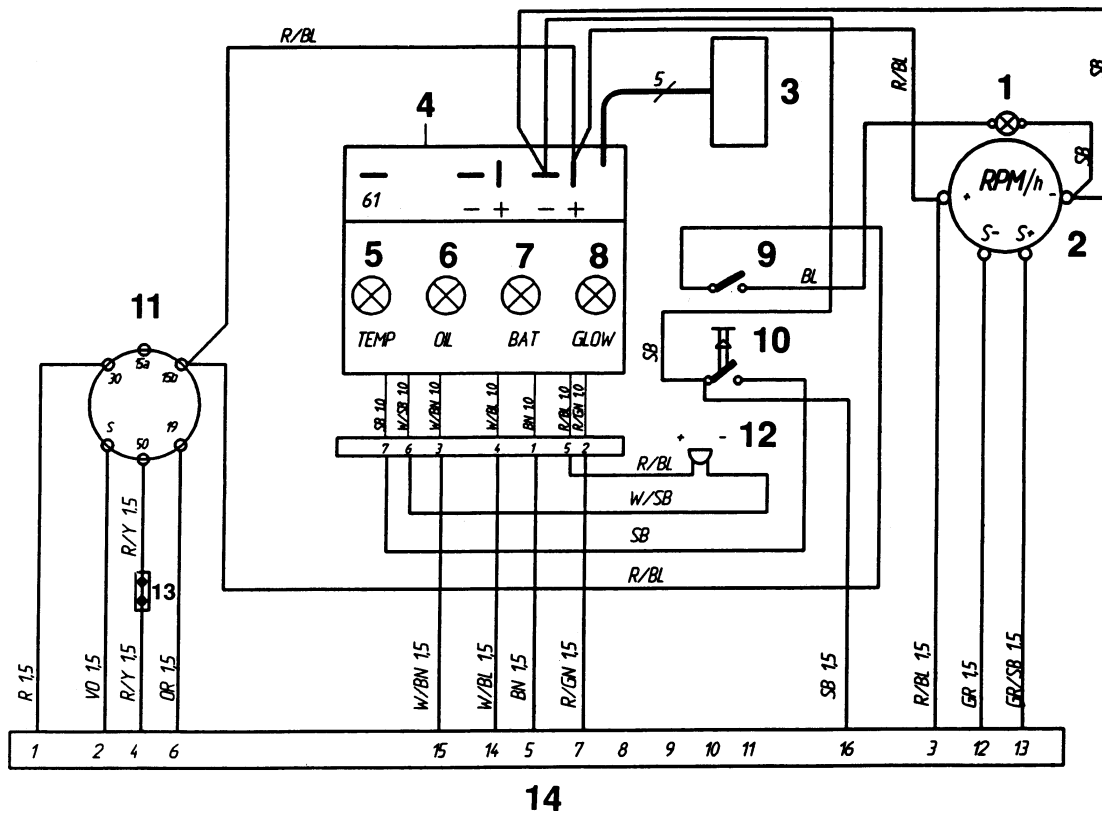 R/BL
5
3
R/BL
SB
1
4
RPM/h
SB
+ -
S- S+
2
61
- + - +
5 6 7 8
TEMP OIL BAT GLOW
9
BL
10
SB
11
15a
30 15b
S 19
50
SB 1.0
W/SB 1.0
W/BN 1.0
W/BL 1.0
BN 1.0
R/BL 1.0
R/GN 1.0
7 6 3 4 1 5 2
+ -
12
R/BL
W/SB
SB
R/BL
R/Y 1,5
13
R 1,5
VO 1,5
R/Y 1,5
OR 1,5
W/BN 1,5
W/BL 1,5
BN 1,5
R/GN 1,5
SB 1,5
R/BL 1,5
GR 1,5
GR/SB 1,5
1 2 4 6 15 14 5 7 8 9 10 11 16 3 12 13
14